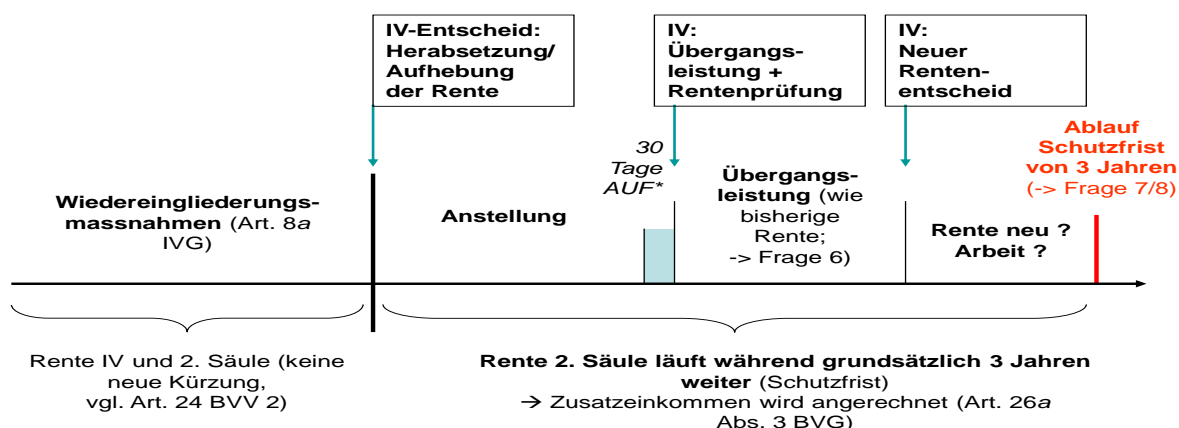 IV-Entscheid:
Herabsetzung/
Aufhebung
der Rente
IV:
Übergangs-
leistung +
Rentenprüfung
IV:
Neuer
Renten-
entscheid
Wiedereingliederungs-
massnahmen (Art. 8a
IVG)
Anstellung
30
Tage
AUF*
Übergangs-
leistung (wie
bisherige
Rente;
-> Frage 6)
Rente neu ?
Arbeit ?
Ablauf
Schutzfrist
von 3 Jahren
(-> Frage 7/8)
Rente IV und 2. Säule (keine
neue Kürzung,
vgl. Art. 24 BVV 2)
Rente 2. Säule läuft während grundsätzlich 3 Jahren
weiter (Schutzfrist)
→ Zusatzeinkommen wird angerechnet (Art. 26a
Abs. 3 BVG)